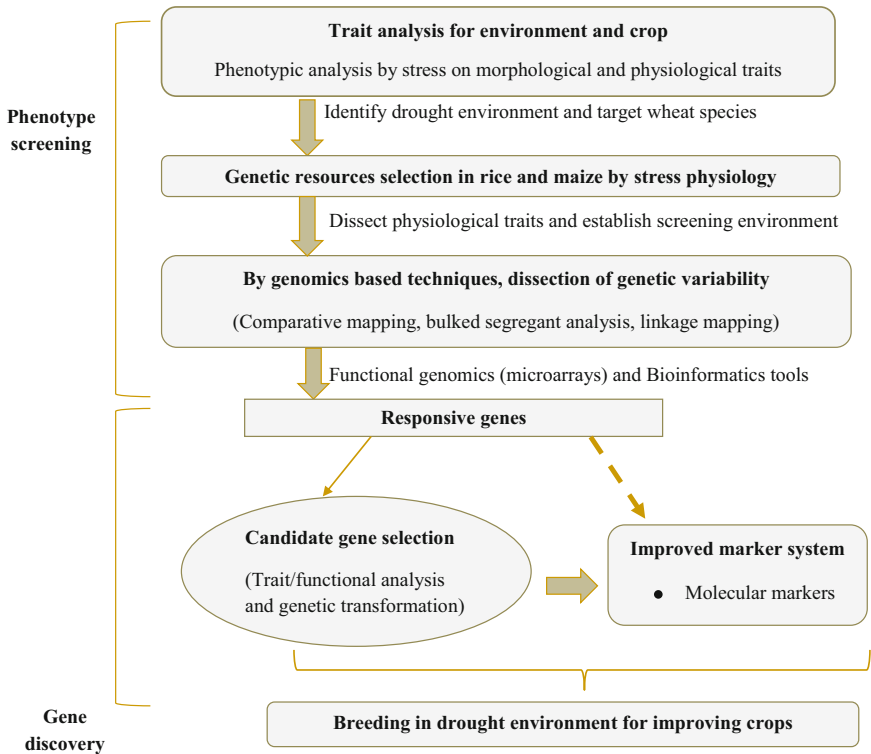 Trait analysis for environment and crop
Phenotypic analysis by stress on morphological and physiological traits
Phenotype
screening
Identify drought environment and target wheat species
Genetic resources selection in rice and maize by stress physiology
Dissect physiological traits and establish screening environment
By genomics based techniques, dissection of genetic variability
(Comparative mapping, bulked segregant analysis, linkage mapping)
Functional genomics (microarrays) and Bioinformatics tools
Responsive genes
Candidate gene selection
(Trait/functional analysis
and genetic transformation)
Improved marker system
● Molecular markers
Gene
discovery
Breeding in drought environment for improving crops